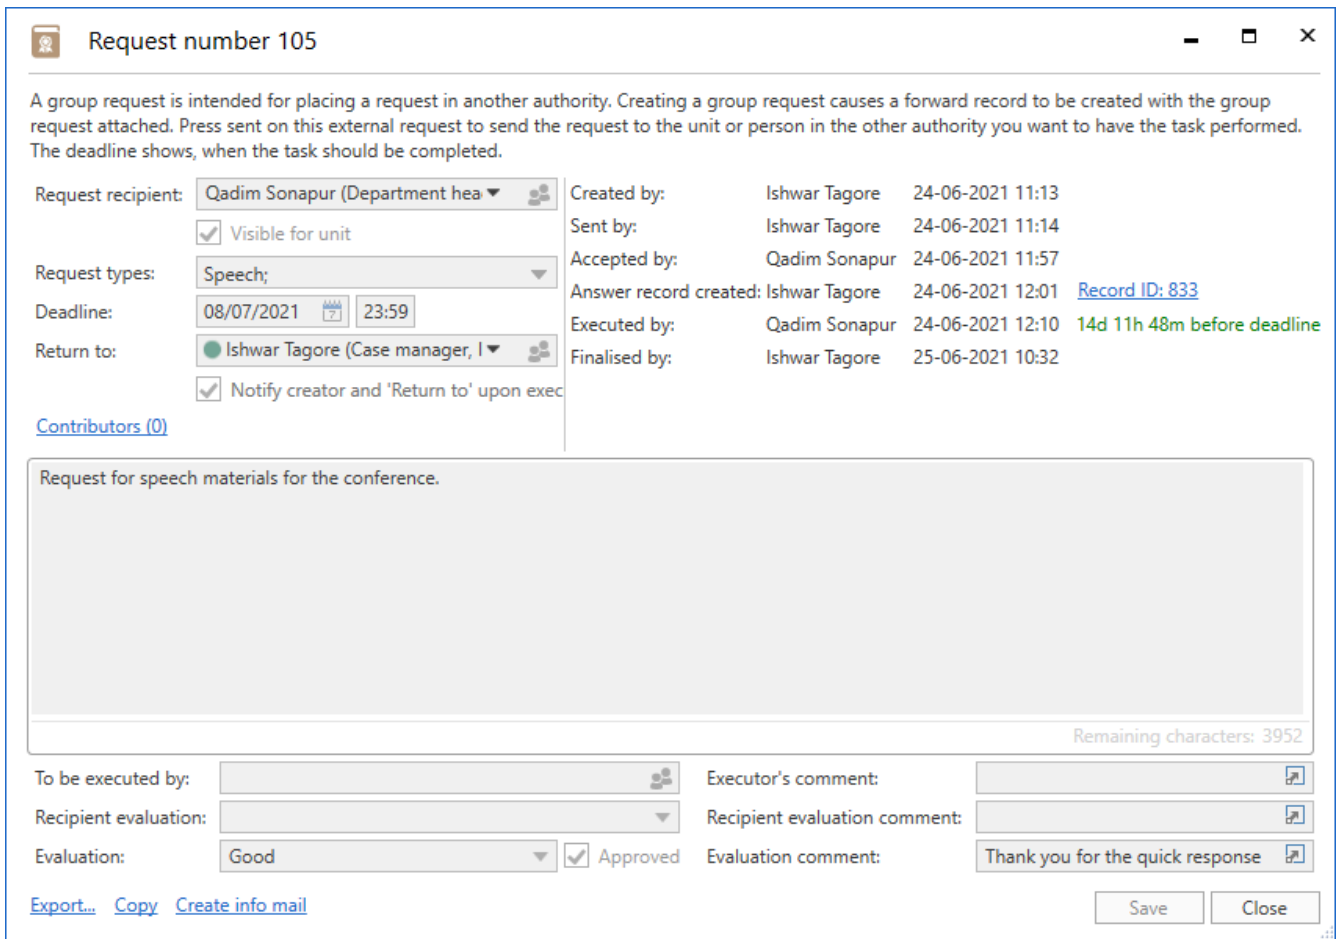 Request number 105
A group request is intended for placing a request in another authority. Creating a group request causes a forward record to be created with the group
request attached. Press sent on this external request to send the request to the unit or person in the other authority you want to have the task performed.
The deadline shows, when the task should be completed.
Request recipient: Qadim Sonapur (Department hea
Visible for unit
Request types: Speech;
Deadline: 08/07/2021 7 23:59
Return to: Ishwar Tagore (Case manager, I
Notify creator and 'Return to' upon exec
Contributors (0)
Created by: Ishwar Tagore 24-06-2021 11:13
Sent by: Ishwar Tagore 24-06-2021 11:14
Accepted by: Qadim Sonapur 24-06-2021 11:57
Answer record created: Ishwar Tagore 24-06-2021 12:01 Record ID: 833
Executed by: Qadim Sonapur 24-06-2021 12:10 14d 11h 48m before deadline
Finalised by: Ishwar Tagore 25-06-2021 10:32
Request for speech materials for the conference.
Remaining characters: 3952
To be executed by: Executor's comment:
Recipient evaluation: Recipient evaluation comment:
Evaluation: Good Approved Evaluation comment: Thank you for the quick response
Export... Copy Create info mail Save Close